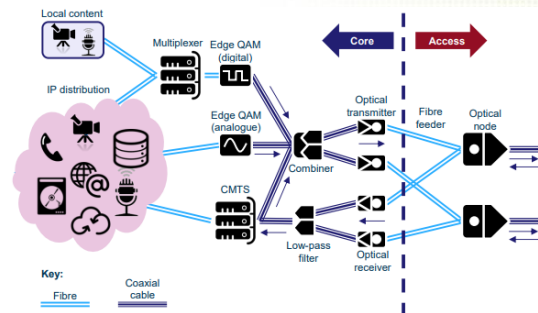 Local content
Multiplexer
Edge QAM
(digital)
Core
Access
IP distribution
Optical
transmitter
Fibre
feeder
Optical
node
Edge QAM
(analogue)
Combiner
CMTS
Low-pass
filter
Optical
receiver
Key:
Fibre
Coaxial
cable